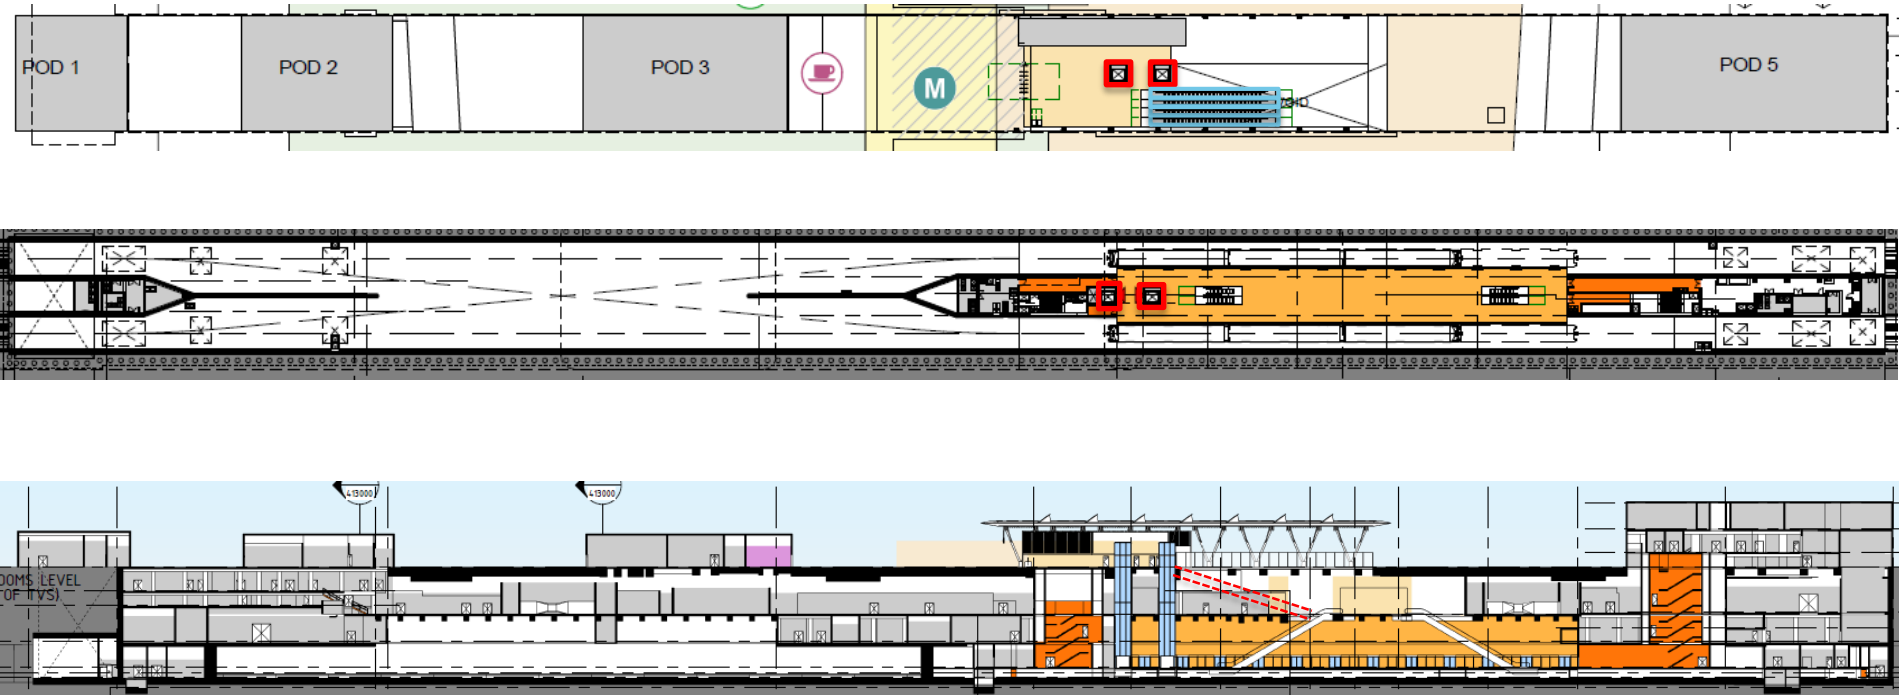 POD 1
POD 2
POD 3
M
POD 5
413000
413000
OOMS LEVEL
OF TVS)